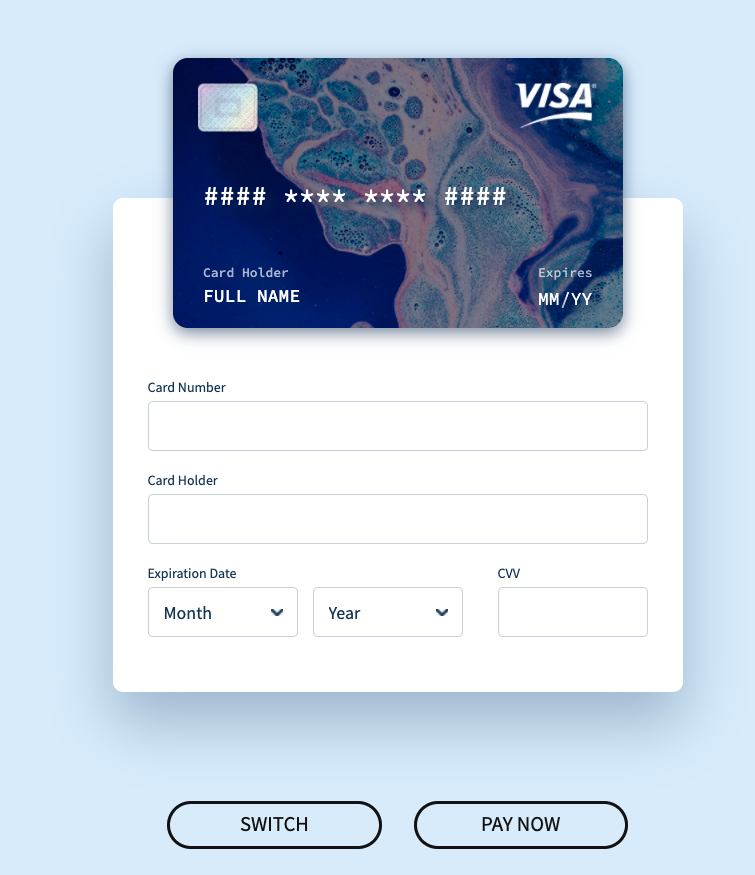 VISA
#### **** **** ####
Card Holder
Expires
FULL NAME
MM/YY
Card Number
Card Holder
Expiration Date
CVV
Month
Year
SWITCH
PAY NOW